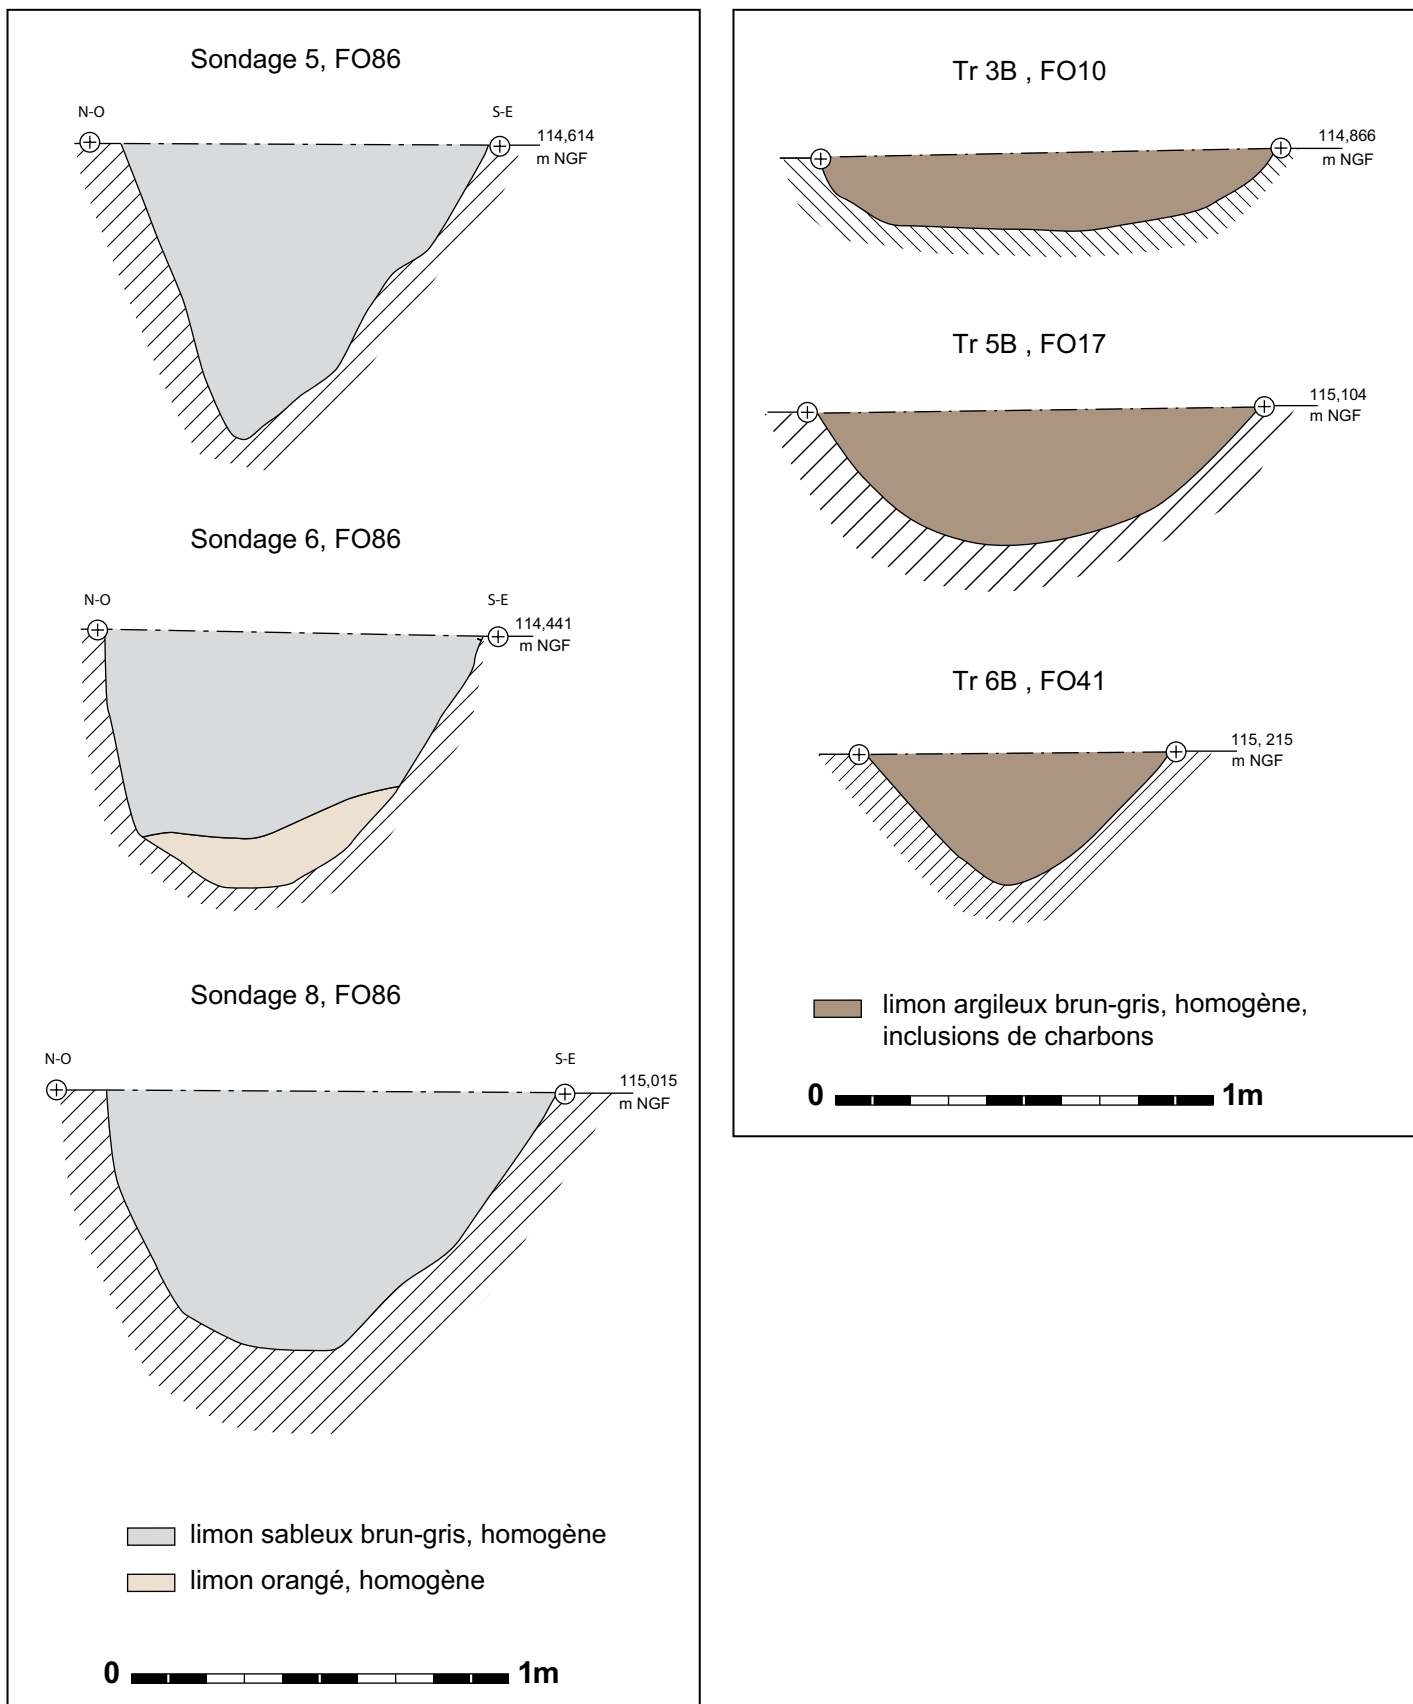 Sondage 5, FO86
N-O
S-E
114,614
m NGF
Sondage 6, FO86
N-O
S-E
114,441
m NGF
Sondage 8, FO86
N-O
S-E
115,015
m NGF
limon sableux brun-gris, homogène
limon orangé, homogène
0 1m
Tr 3B , FO10
114,866
m NGF
Tr 5B , FO17
115,104
m NGF
Tr 6B , FO41
115, 215
m NGF
limon argileux brun-gris, homogène,
inclusions de charbons
0 1m